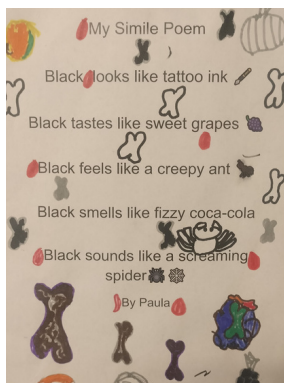 My Simile Poem
Black looks like tattoo ink
Black tastes like sweet grapes
Black feels like a creepy ant
Black smells like fizzy coca-cola
Black sounds like a screaming
spider
By Paula